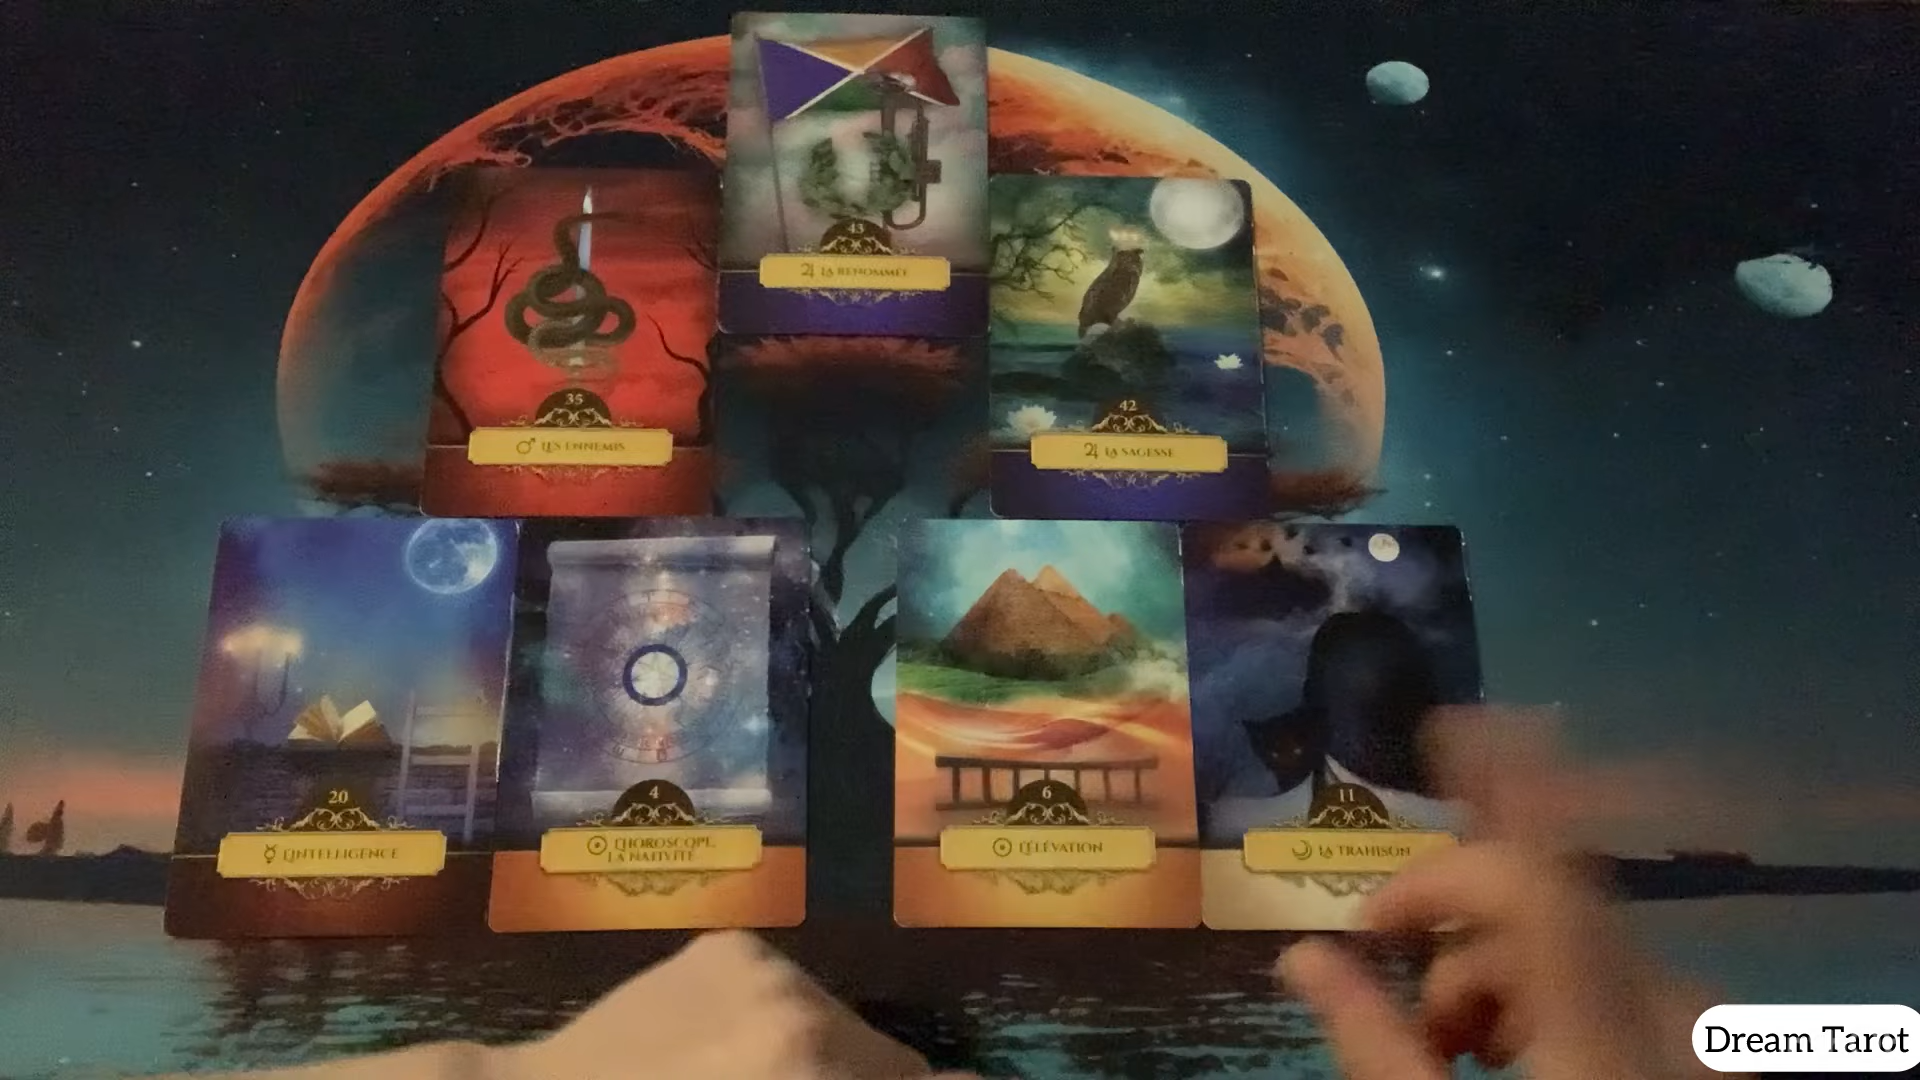 43
♃ LA RENOMMÉE
35
♂ LES ENNEMIS
42
♃ LA SAGESSE
20
☿ L'INTELLIGENCE
4
☉ L'HOROSCOPE,
LA NATIVITÉ
6
☉ L'ÉLÉVATION
11
☾ LA TRAHISON
Dream Tarot